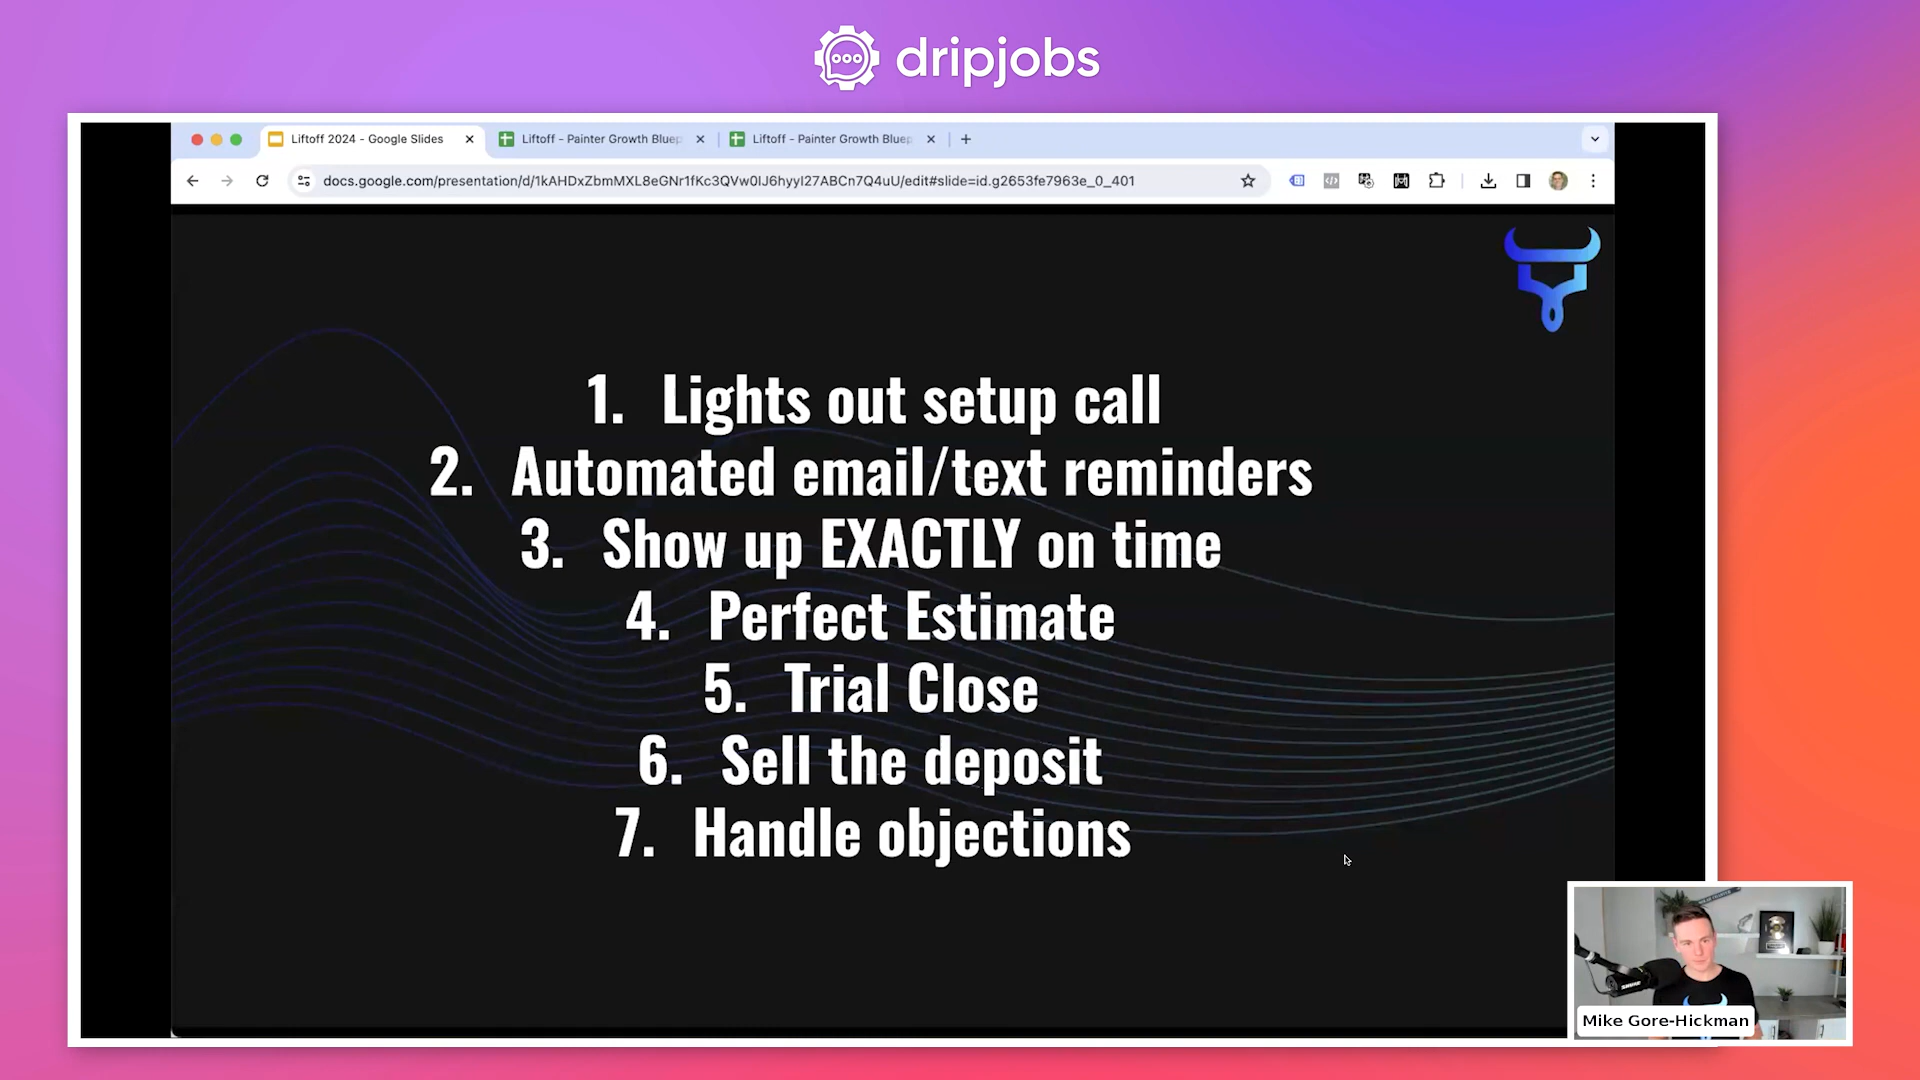 dripjobs
Liftoff 2024 - Google Slides
Liftoff - Painter Growth Bluep
Liftoff - Painter Growth Bluep
docs.google.com/presentation/d/1kAHDxZbmMXL8eGNr1fKc3QVw0IJ6hyyI27ABCn7Q4uU/edit#slide=id.g2653fe7963e_0_401
1. Lights out setup call
2. Automated email/text reminders
3. Show up EXACTLY on time
4. Perfect Estimate
5. Trial Close
6. Sell the deposit
7. Handle objections
SHURE
Mike Gore-Hickman